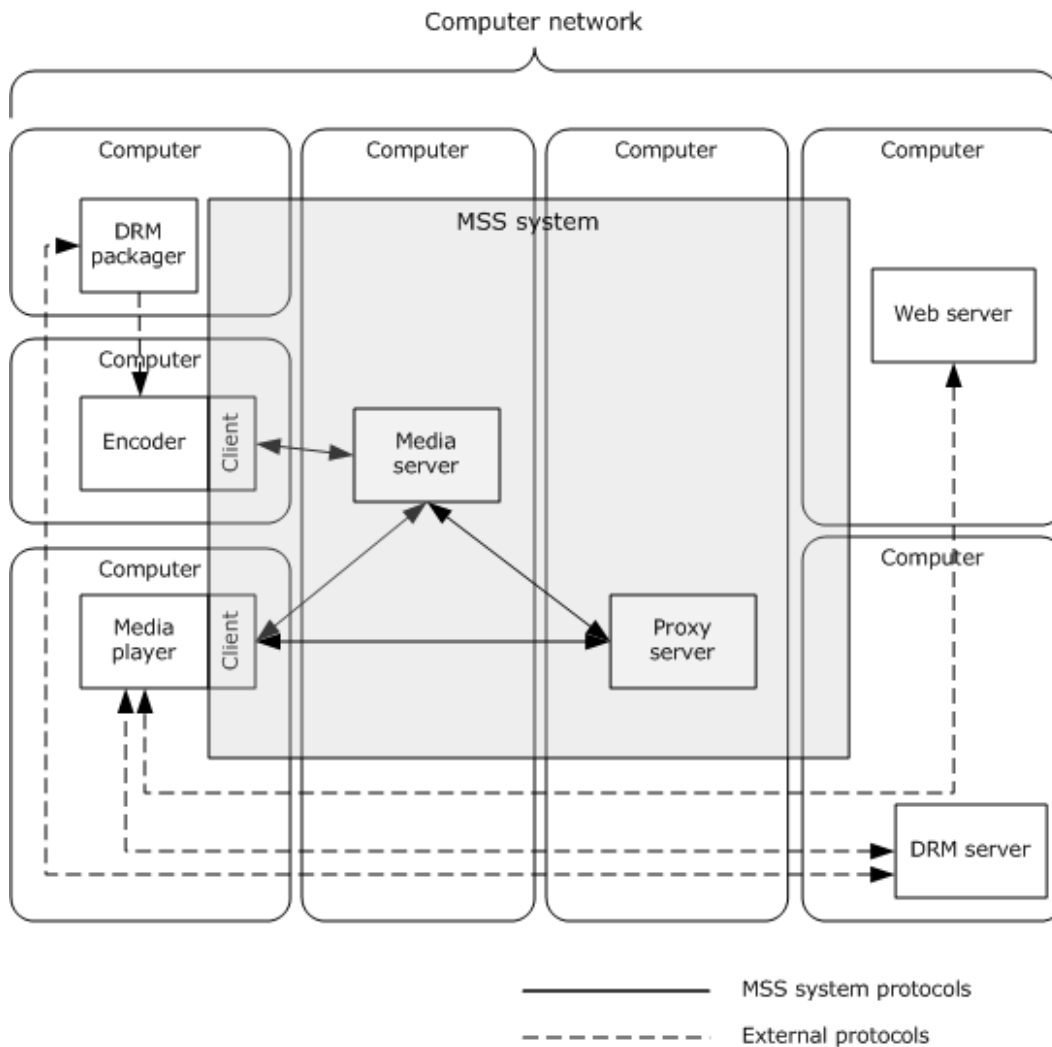 Computer network
Computer
Computer
Computer
Computer
DRM
packager
MSS system
Web server
Computer
Encoder
Client
Media
server
Computer
Computer
Media
player
Client
Proxy
server
DRM server
MSS system protocols
External protocols